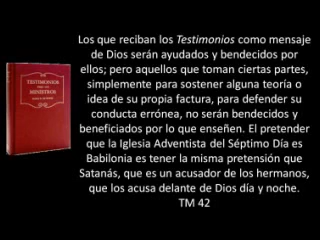 Los que reciban los Testimonios como mensaje
de Dios serán ayudados y bendecidos por
ellos; pero aquellos que toman ciertas partes,
simplemente para sostener alguna teoría o
idea de su propia factura, para defender su
conducta errónea, no serán bendecidos y
beneficiados por lo que enseñen. El pretender
que la Iglesia Adventista del Séptimo Día es
Babilonia es tener la misma pretensión que
Satanás, que es un acusador de los hermanos,
que los acusa delante de Dios día y noche.
TM 42
TESTIMONIOS
PARA LOS
MINISTROS